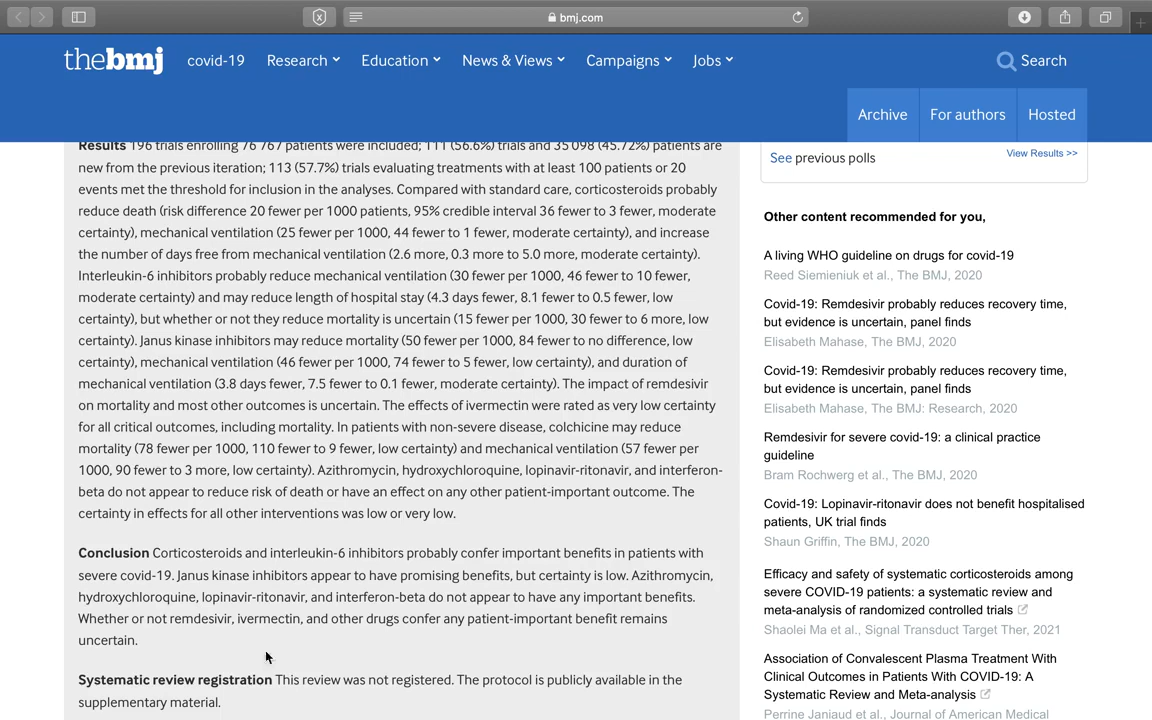 bmj.com
thebmj
covid-19 Research Education News & Views Campaigns Jobs Search
Archive For authors Hosted
Results 196 trials enrolling 76 767 patients were included; 111 (56.6%) trials and 35 098 (45.72%) patients are
new from the previous iteration; 113 (57.7%) trials evaluating treatments with at least 100 patients or 20
events met the threshold for inclusion in the analyses. Compared with standard care, corticosteroids probably
reduce death (risk difference 20 fewer per 1000 patients, 95% credible interval 36 fewer to 3 fewer, moderate
certainty), mechanical ventilation (25 fewer per 1000, 44 fewer to 1 fewer, moderate certainty), and increase
the number of days free from mechanical ventilation (2.6 more, 0.3 more to 5.0 more, moderate certainty).
Interleukin-6 inhibitors probably reduce mechanical ventilation (30 fewer per 1000, 46 fewer to 10 fewer,
moderate certainty) and may reduce length of hospital stay (4.3 days fewer, 8.1 fewer to 0.5 fewer, low
certainty), but whether or not they reduce mortality is uncertain (15 fewer per 1000, 30 fewer to 6 more, low
certainty). Janus kinase inhibitors may reduce mortality (50 fewer per 1000, 84 fewer to no difference, low
certainty), mechanical ventilation (46 fewer per 1000, 74 fewer to 5 fewer, low certainty), and duration of
mechanical ventilation (3.8 days fewer, 7.5 fewer to 0.1 fewer, moderate certainty). The impact of remdesivir
on mortality and most other outcomes is uncertain. The effects of ivermectin were rated as very low certainty
for all critical outcomes, including mortality. In patients with non-severe disease, colchicine may reduce
mortality (78 fewer per 1000, 110 fewer to 9 fewer, low certainty) and mechanical ventilation (57 fewer per
1000, 90 fewer to 3 more, low certainty). Azithromycin, hydroxychloroquine, lopinavir-ritonavir, and interferon-
beta do not appear to reduce risk of death or have an effect on any other patient-important outcome. The
certainty in effects for all other interventions was low or very low.
Conclusion Corticosteroids and interleukin-6 inhibitors probably confer important benefits in patients with
severe covid-19. Janus kinase inhibitors appear to have promising benefits, but certainty is low. Azithromycin,
hydroxychloroquine, lopinavir-ritonavir, and interferon-beta do not appear to have any important benefits.
Whether or not remdesivir, ivermectin, and other drugs confer any patient-important benefit remains
uncertain.
Systematic review registration This review was not registered. The protocol is publicly available in the
supplementary material.
See previous polls View Results >>
Other content recommended for you,
A living WHO guideline on drugs for covid-19
Reed Siemieniuk et al., The BMJ, 2020
Covid-19: Remdesivir probably reduces recovery time,
but evidence is uncertain, panel finds
Elisabeth Mahase, The BMJ, 2020
Covid-19: Remdesivir probably reduces recovery time,
but evidence is uncertain, panel finds
Elisabeth Mahase, The BMJ: Research, 2020
Remdesivir for severe covid-19: a clinical practice
guideline
Bram Rochwerg et al., The BMJ, 2020
Covid-19: Lopinavir-ritonavir does not benefit hospitalised
patients, UK trial finds
Shaun Griffin, The BMJ, 2020
Efficacy and safety of systematic corticosteroids among
severe COVID-19 patients: a systematic review and
meta-analysis of randomized controlled trials
Shaolei Ma et al., Signal Transduct Target Ther, 2021
Association of Convalescent Plasma Treatment With
Clinical Outcomes in Patients With COVID-19: A
Systematic Review and Meta-analysis
Perrine Janiaud et al., Journal of American Medical